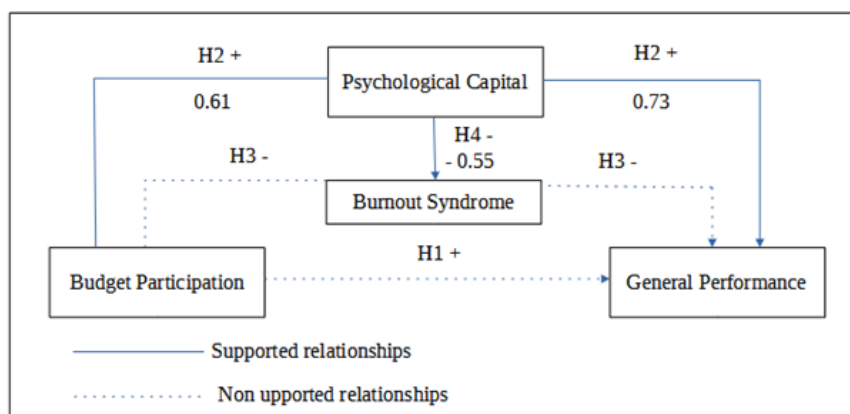 H2 +
H2 +
Psychological Capital
0.61
0.73
H4 -
- 0.55
H3 -
H3 -
Burnout Syndrome
H1 +
Budget Participation
General Performance
Supported relationships
Non upported relationships